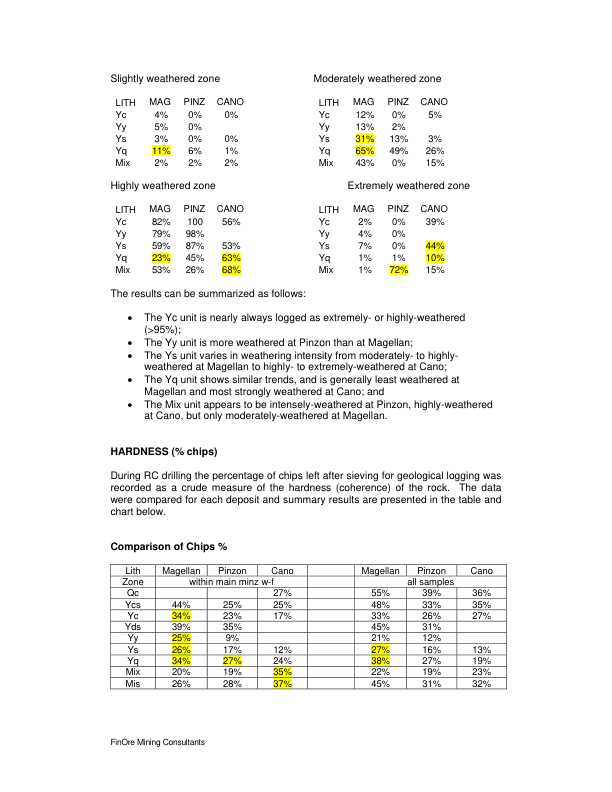 Slightly weathered zone Moderately weathered zone
LITH MAG PINZ CANO LITH MAG PINZ CANO
Yc 4% 0% 0% Yc 12% 0% 5%
Yy 5% 0% Yy 13% 2%
Ys 3% 0% 0% Ys 31% 13% 3%
Yq 11% 6% 1% Yq 65% 49% 26%
Mix 2% 2% 2% Mix 43% 0% 15%
Highly weathered zone Extremely weathered zone
LITH MAG PINZ CANO LITH MAG PINZ CANO
Yc 82% 100 56% Yc 2% 0% 39%
Yy 79% 98% Yy 4% 0%
Ys 59% 87% 53% Ys 7% 0% 44%
Yq 23% 45% 63% Yq 1% 1% 10%
Mix 53% 26% 68% Mix 1% 72% 15%
The results can be summarized as follows:
• The Yc unit is nearly always logged as extremely- or highly-weathered
(>95%);
• The Yy unit is more weathered at Pinzon than at Magellan;
• The Ys unit varies in weathering intensity from moderately- to highly-
weathered at Magellan to highly- to extremely-weathered at Cano;
• The Yq unit shows similar trends, and is generally least weathered at
Magellan and most strongly weathered at Cano; and
• The Mix unit appears to be intensely-weathered at Pinzon, highly-weathered
at Cano, but only moderately-weathered at Magellan.
HARDNESS (% chips)
During RC drilling the percentage of chips left after sieving for geological logging was
recorded as a crude measure of the hardness (coherence) of the rock. The data
were compared for each deposit and summary results are presented in the table and
chart below.
Comparison of Chips %
Lith Magellan Pinzon Cano Magellan Pinzon Cano
Zone within main minz w-f all samples
Qc 27% 55% 39% 36%
Ycs 44% 25% 25% 48% 33% 35%
Yc 34% 23% 17% 33% 26% 27%
Yds 39% 35% 45% 31%
Yy 25% 9% 21% 12%
Ys 26% 17% 12% 27% 16% 13%
Yq 34% 27% 24% 38% 27% 19%
Mix 20% 19% 35% 22% 19% 23%
Mis 26% 28% 37% 45% 31% 32%
FinOre Mining Consultants